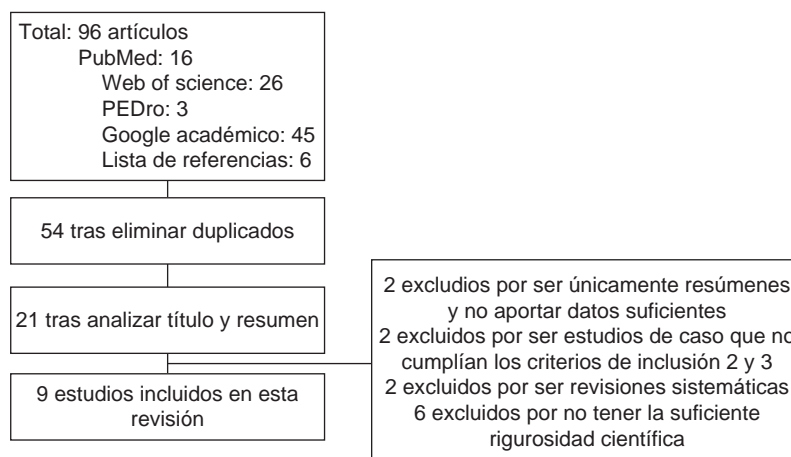 Total: 96 artículos
PubMed: 16
Web of science: 26
PEDro: 3
Google académico: 45
Lista de referencias: 6
54 tras eliminar duplicados
21 tras analizar título y resumen
2 excludios por ser únicamente resúmenes
y no aportar datos suficientes
2 excluidos por ser estudios de caso que no
cumplían los criterios de inclusión 2 y 3
2 excluidos por ser revisiones sistemáticas
6 excluidos por no tener la suficiente
rigurosidad científica
9 estudios incluidos en esta
revisión